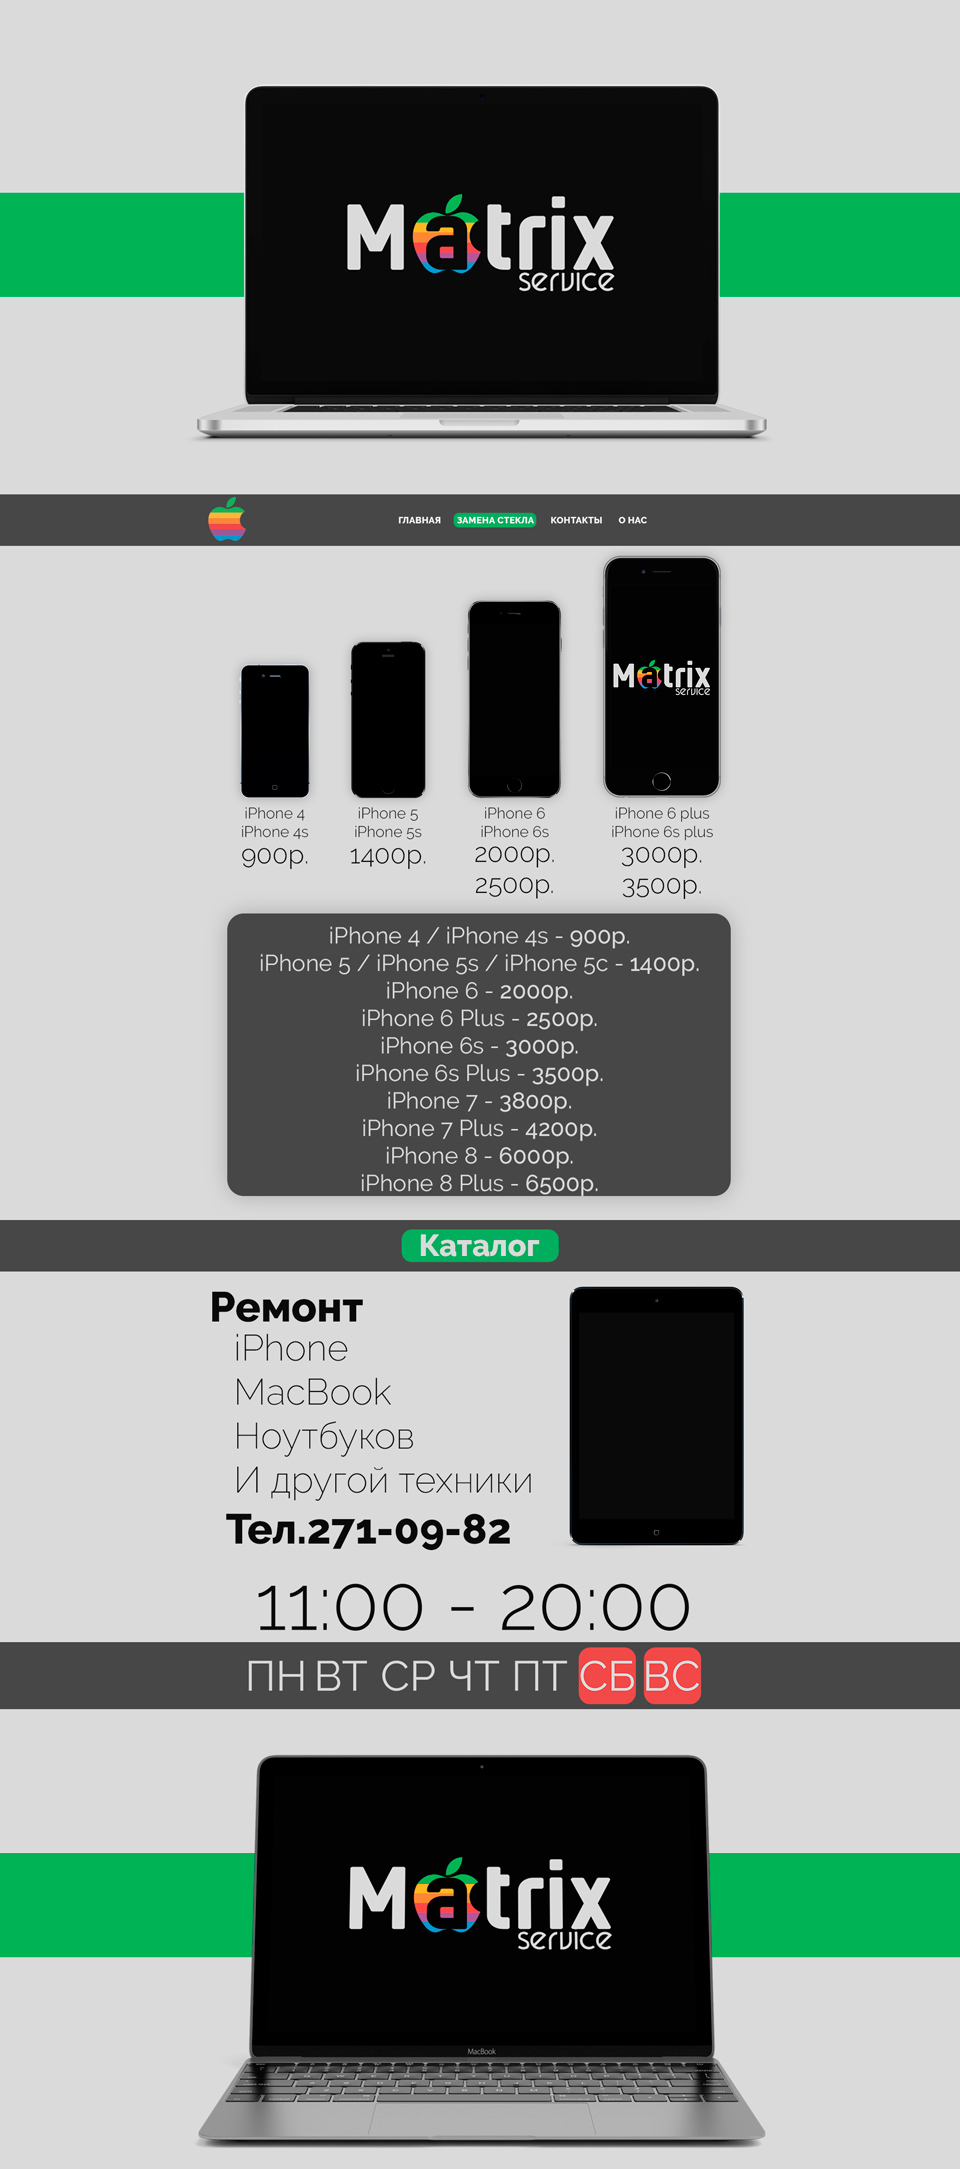 Matrix
service
ГЛАВНАЯ ЗАМЕНА СТЕКЛА КОНТАКТЫ О НАС
Matrix
service
iPhone 4
iPhone 4s
900р.
iPhone 5
iPhone 5s
1400р.
iPhone 6
iPhone 6s
2000р.
2500р.
iPhone 6 plus
iPhone 6s plus
3000р.
3500р.
iPhone 4 / iPhone 4s - 900р.
iPhone 5 / iPhone 5s / iPhone 5c - 1400р.
iPhone 6 - 2000р.
iPhone 6 Plus - 2500р.
iPhone 6s - 3000р.
iPhone 6s Plus - 3500р.
iPhone 7 - 3800р.
iPhone 7 Plus - 4200р.
iPhone 8 - 6000р.
iPhone 8 Plus - 6500р.
Каталог
Ремонт
iPhone
MacBook
Ноутбуков
И другой техники
Тел.271-09-82
11:00 - 20:00
ПН ВТ СР ЧТ ПТ СБ ВС
Matrix
service
MacBook